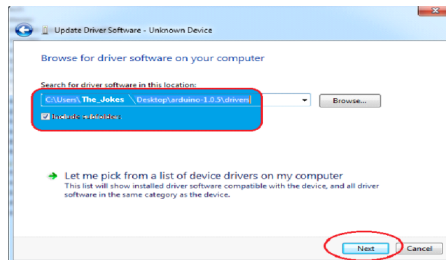 Update Driver Software - Unknown Device
Browse for driver software on your computer
Search for driver software in this location:
C:\Users\ The_Jokes \Desktop\arduino-1.0.5\drivers
Browse...
Include subfolders
Let me pick from a list of device drivers on my computer
This list will show installed driver software compatible with the device, and all driver
software in the same category as the device.
Next
Cancel